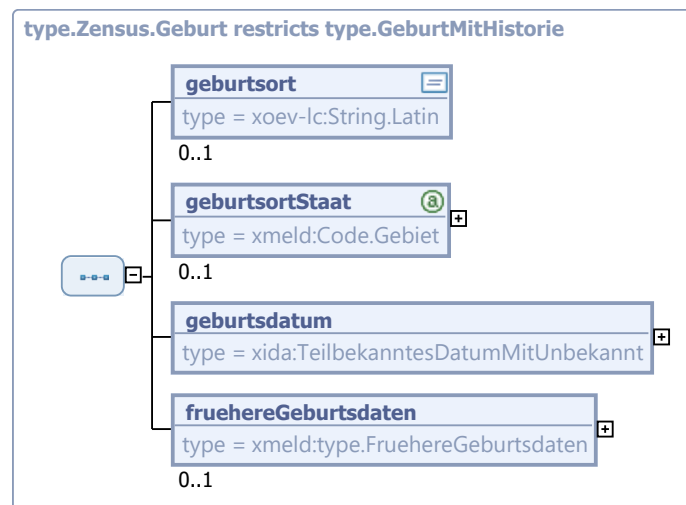 type.Zensus.Geburt restricts type.GeburtMitHistorie
geburtsort
type = xoev-lc:String.Latin
0..1
geburtsortStaat
type = xmeld:Code.Gebiet
0..1
geburtsdatum
type = xida:TeilbekanntesDatumMitUnbekannt
fruehereGeburtsdaten
type = xmeld:type.FruehereGeburtsdaten
0..1